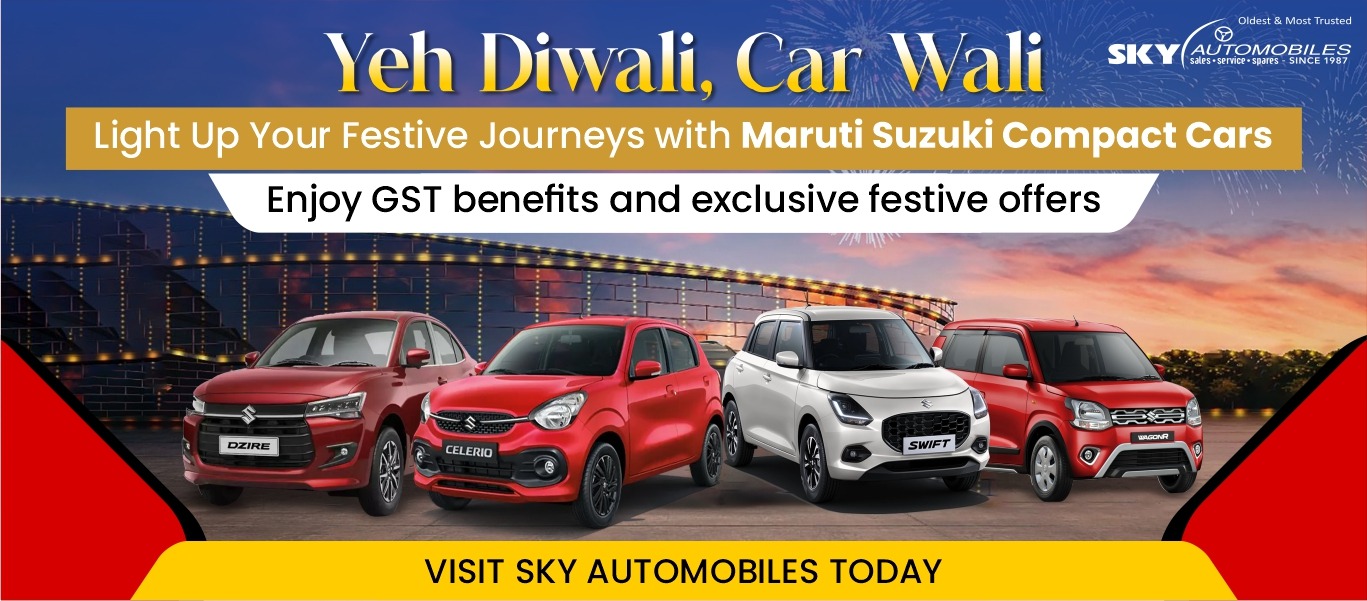 Yeh Diwali, Car Wali
Oldest & Most Trusted
SKY AUTOMOBILES
sales • service • spares - SINCE 1987
Light Up Your Festive Journeys with Maruti Suzuki Compact Cars
Enjoy GST benefits and exclusive festive offers
DZIRE
CELERIO
SWIFT
WAGONR
VISIT SKY AUTOMOBILES TODAY